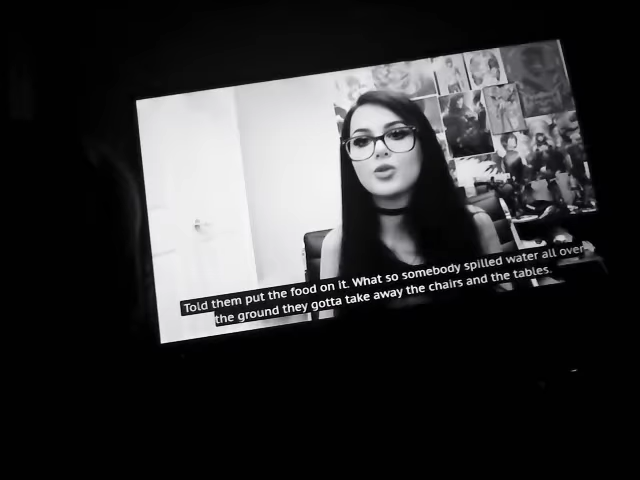 Told them put the food on it. What so somebody spilled water all over
the ground they gotta take away the chairs and the tables.